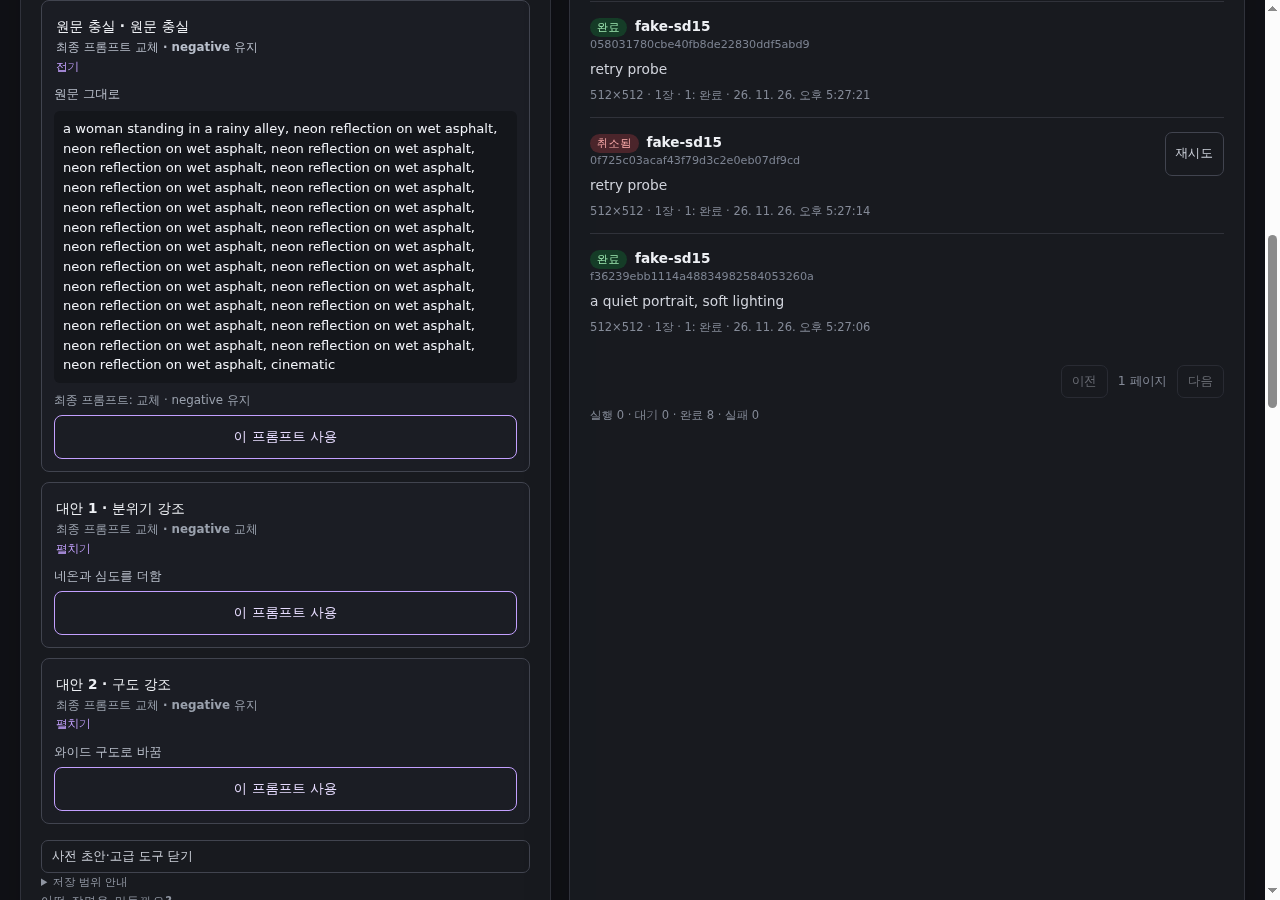 원문 충실 · 원문 충실
최종 프롬프트 교체 · negative 유지
접기
원문 그대로
a woman standing in a rainy alley, neon reflection on wet asphalt,
neon reflection on wet asphalt, neon reflection on wet asphalt,
neon reflection on wet asphalt, neon reflection on wet asphalt,
neon reflection on wet asphalt, neon reflection on wet asphalt,
neon reflection on wet asphalt, neon reflection on wet asphalt,
neon reflection on wet asphalt, neon reflection on wet asphalt,
neon reflection on wet asphalt, neon reflection on wet asphalt,
neon reflection on wet asphalt, neon reflection on wet asphalt,
neon reflection on wet asphalt, neon reflection on wet asphalt,
neon reflection on wet asphalt, neon reflection on wet asphalt,
neon reflection on wet asphalt, neon reflection on wet asphalt,
neon reflection on wet asphalt, neon reflection on wet asphalt,
neon reflection on wet asphalt, cinematic
최종 프롬프트: 교체 · negative 유지
이 프롬프트 사용
대안 1 · 분위기 강조
최종 프롬프트 교체 · negative 교체
펼치기
네온과 심도를 더함
이 프롬프트 사용
대안 2 · 구도 강조
최종 프롬프트 교체 · negative 유지
펼치기
와이드 구도로 바꿈
이 프롬프트 사용
사전 초안·고급 도구 닫기
▶ 저장 범위 안내
완료 fake-sd15
058031780cbe40fb8de22830ddf5abd9
retry probe
512×512 · 1장 · 1: 완료 · 26. 11. 26. 오후 5:27:21
취소됨 fake-sd15
0f725c03acaf43f79d3c2e0eb07df9cd
재시도
retry probe
512×512 · 1장 · 1: 완료 · 26. 11. 26. 오후 5:27:14
완료 fake-sd15
f36239ebb1114a48834982584053260a
a quiet portrait, soft lighting
512×512 · 1장 · 1: 완료 · 26. 11. 26. 오후 5:27:06
이전 1 페이지 다음
실행 0 · 대기 0 · 완료 8 · 실패 0